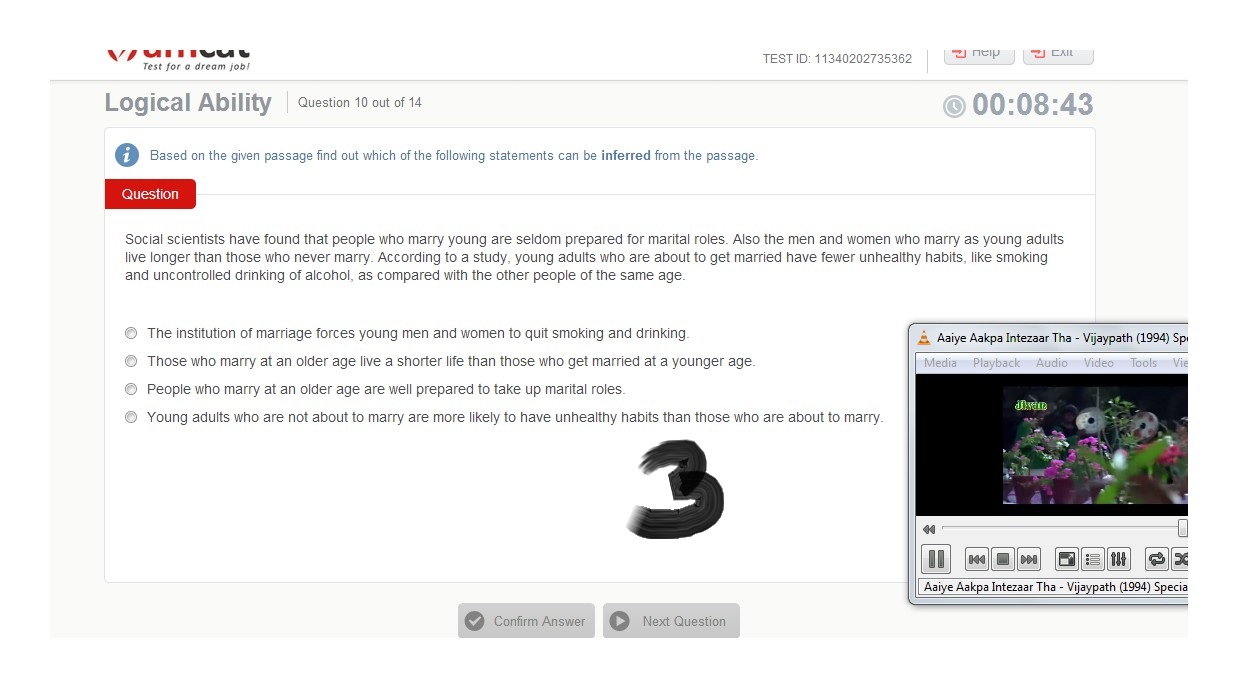 amcat
Test for a dream job!
TEST ID: 11340202735362
Help
Exit
Logical Ability
Question 10 out of 14
00:08:43
i Based on the given passage find out which of the following statements can be inferred from the passage.
Question
Social scientists have found that people who marry young are seldom prepared for marital roles. Also the men and women who marry as young adults
live longer than those who never marry. According to a study, young adults who are about to get married have fewer unhealthy habits, like smoking
and uncontrolled drinking of alcohol, as compared with the other people of the same age.
The institution of marriage forces young men and women to quit smoking and drinking.
Those who marry at an older age live a shorter life than those who get married at a younger age.
People who marry at an older age are well prepared to take up marital roles.
Young adults who are not about to marry are more likely to have unhealthy habits than those who are about to marry.
3
Aaiye Aakpa Intezaar Tha - Vijaypath (1994) Spe
Media Playback Audio Video Tools Vie
Jivan
Aaiye Aakpa Intezaar Tha - Vijaypath (1994) Specia
Confirm Answer
Next Question